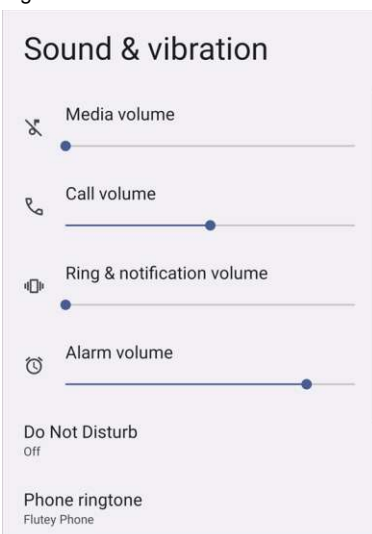 Sound & vibration
Media volume
Call volume
Ring & notification volume
Alarm volume
Do Not Disturb
Off
Phone ringtone
Flutey Phone